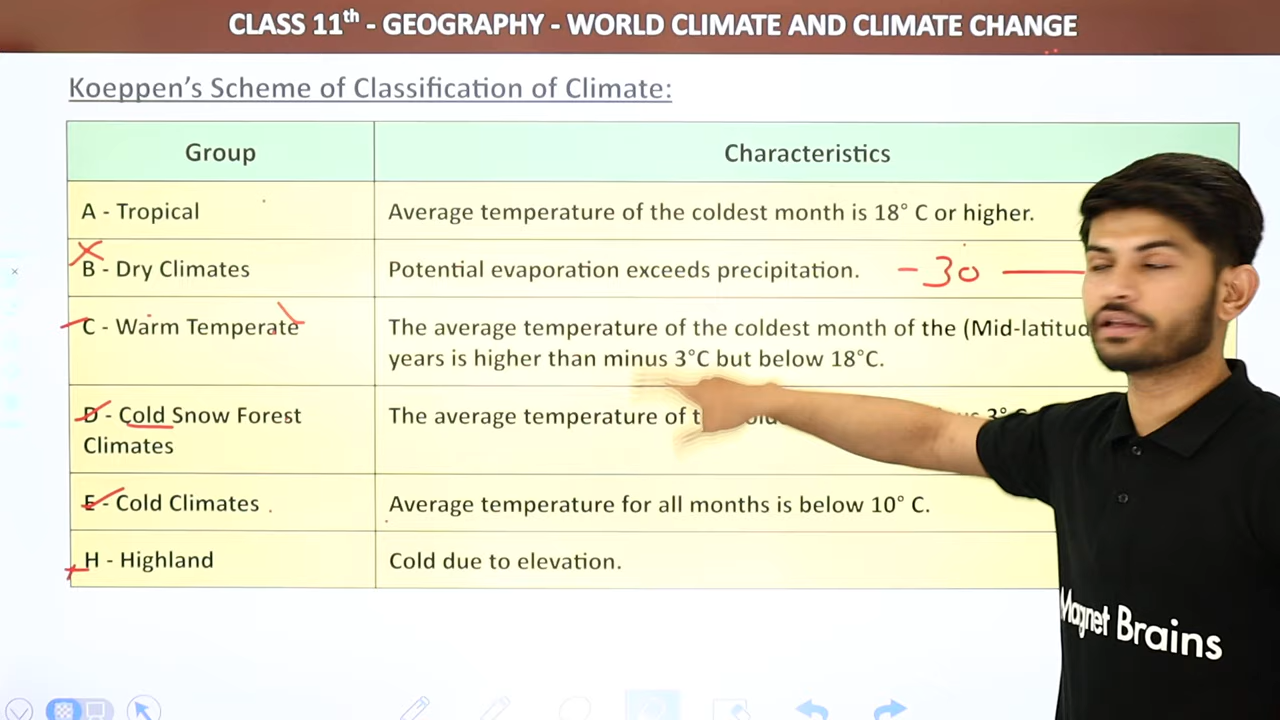 CLASS 11th - GEOGRAPHY - WORLD CLIMATE AND CLIMATE CHANGE
Koeppen's Scheme of Classification of Climate:
Group Characteristics
A - Tropical Average temperature of the coldest month is 18° C or higher.
B - Dry Climates Potential evaporation exceeds precipitation. -30
C - Warm Temperate The average temperature of the coldest month of the (Mid-latitud
years is higher than minus 3°C but below 18°C.
D - Cold Snow Forest The average temperature of 3° C
Climates
E - Cold Climates Average temperature for all months is below 10° C.
H - Highland Cold due to elevation.
Magnet Brains